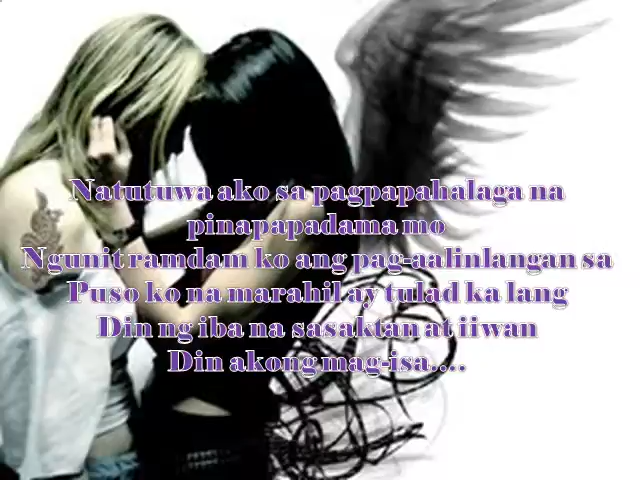 Natutuwa ako sa pagpapahalaga na
pinapapadama mo
Ngunit ramdam ko ang pag-aalinlangan sa
Puso ko na marahil ay tulad ka lang
Din ng iba na sasaktan at iiwan
Din akong mag-isa....